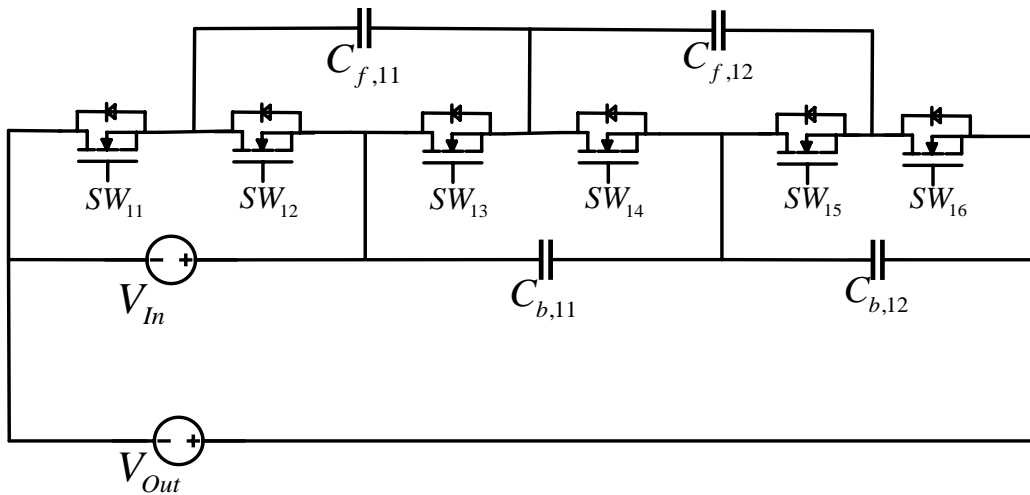 C_{f,11} C_{f,12}
SW_{11} SW_{12} SW_{13} SW_{14} SW_{15} SW_{16}
- +
V_{In} C_{b,11} C_{b,12}
- +
V_{Out}